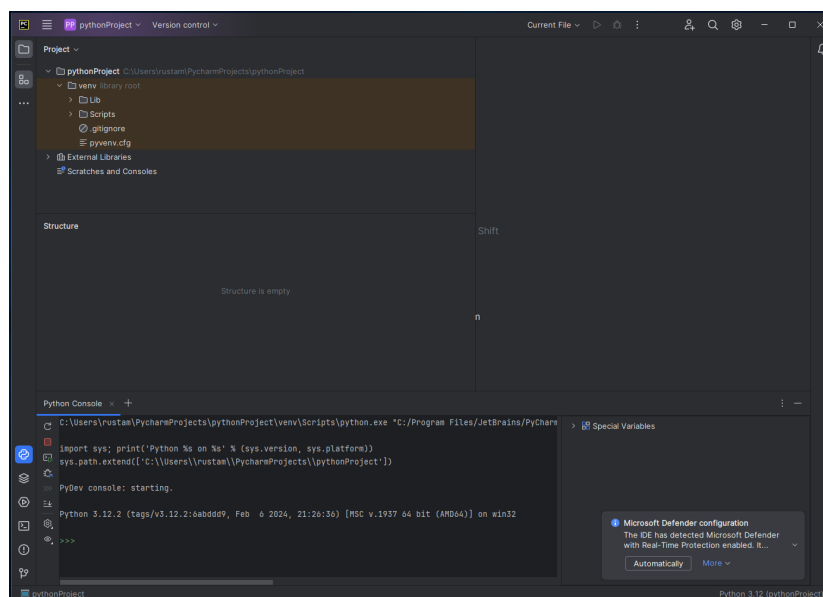 PC
PP pythonProject Version control Current File
Project
pythonProject C:\Users\rustam\PycharmProjects\pythonProject
venv library root
Lib
Scripts
.gitignore
pyvenv.cfg
External Libraries
Scratches and Consoles
Structure
Shift
Structure is empty
n
Python Console
C:\Users\rustam\PycharmProjects\pythonProject\venv\Scripts\python.exe "C:/Program Files/JetBrains/PyCharm
Special Variables
import sys; print('Python %s on %s' % (sys.version, sys.platform))
sys.path.extend(['C:\\Users\\rustam\\PycharmProjects\\pythonProject'])
PyDev console: starting.
Python 3.12.2 (tags/v3.12.2:6abddd9, Feb 6 2024, 21:26:36) [MSC v.1937 64 bit (AMD64)] on win32
>>>
Microsoft Defender configuration
The IDE has detected Microsoft Defender
with Real-Time Protection enabled. It...
Automatically More
pythonProject Python 3.12 (pythonProject)